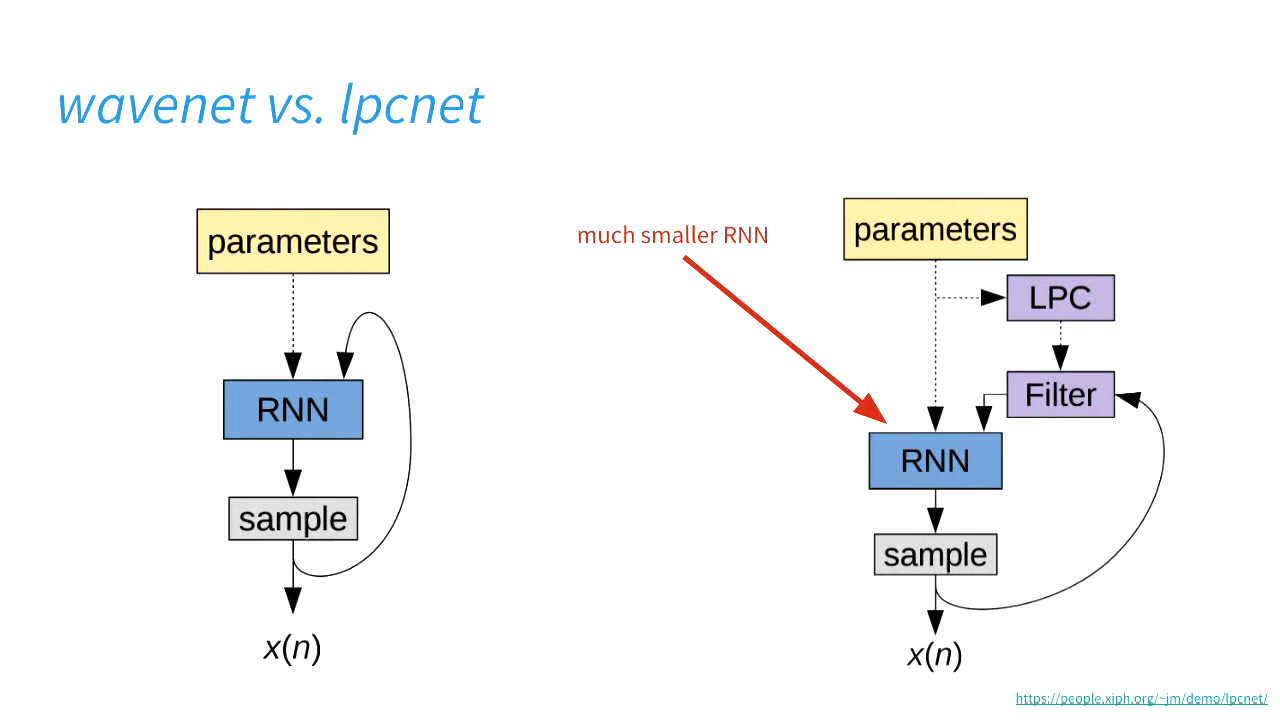 wavenet vs. lpcnet
parameters
RNN
sample
x(n)
much smaller RNN
parameters
LPC
Filter
RNN
sample
x(n)
https://people.xiph.org/~jm/demo/lpcnet/